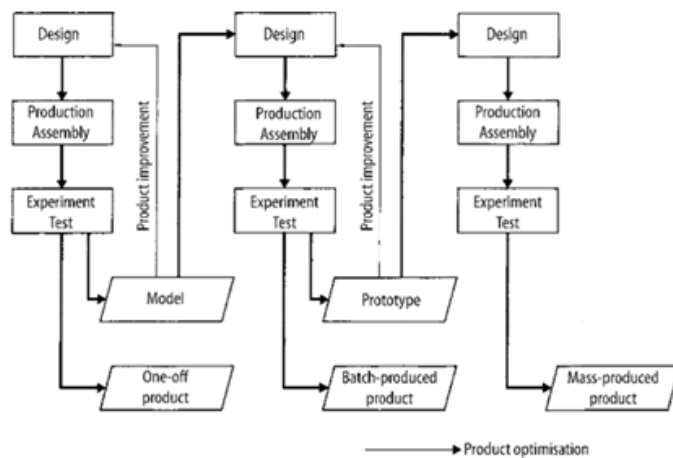 Design
Production
Assembly
Experiment
Test
Product improvement
Model
One-off
product
Design
Production
Assembly
Experiment
Test
Product improvement
Prototype
Batch-produced
product
Design
Production
Assembly
Experiment
Test
Mass-produced
product
Product optimisation